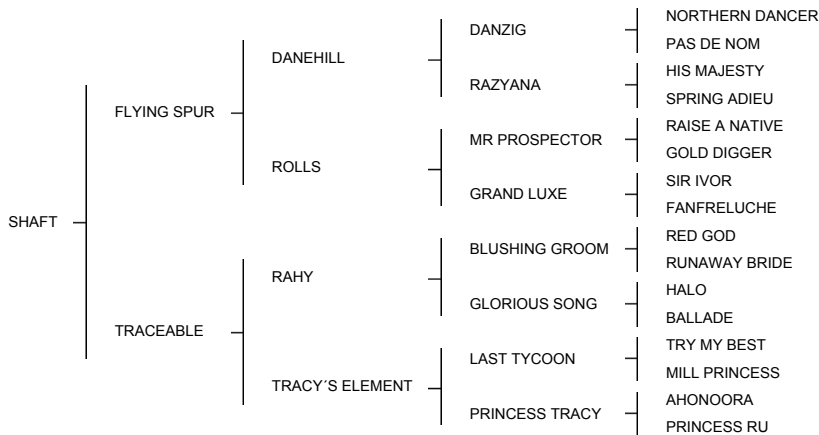 SHAFT
FLYING SPUR
TRACEABLE
DANEHILL
ROLLS
RAHY
TRACY´S ELEMENT
DANZIG
RAZYANA
MR PROSPECTOR
GRAND LUXE
BLUSHING GROOM
GLORIOUS SONG
LAST TYCOON
PRINCESS TRACY
NORTHERN DANCER
PAS DE NOM
HIS MAJESTY
SPRING ADIEU
RAISE A NATIVE
GOLD DIGGER
SIR IVOR
FANFRELUCHE
RED GOD
RUNAWAY BRIDE
HALO
BALLADE
TRY MY BEST
MILL PRINCESS
AHONOORA
PRINCESS RU